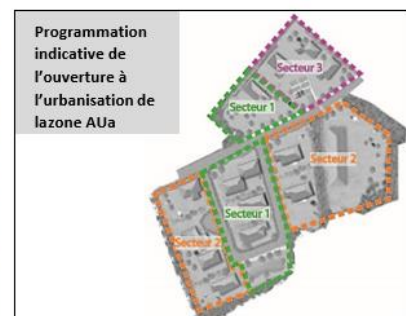 Programmation
indicative de
l'ouverture à
l'urbanisation de
lazone AUa
Secteur 3
Secteur 1
Secteur 2
Secteur 1
Secteur 2